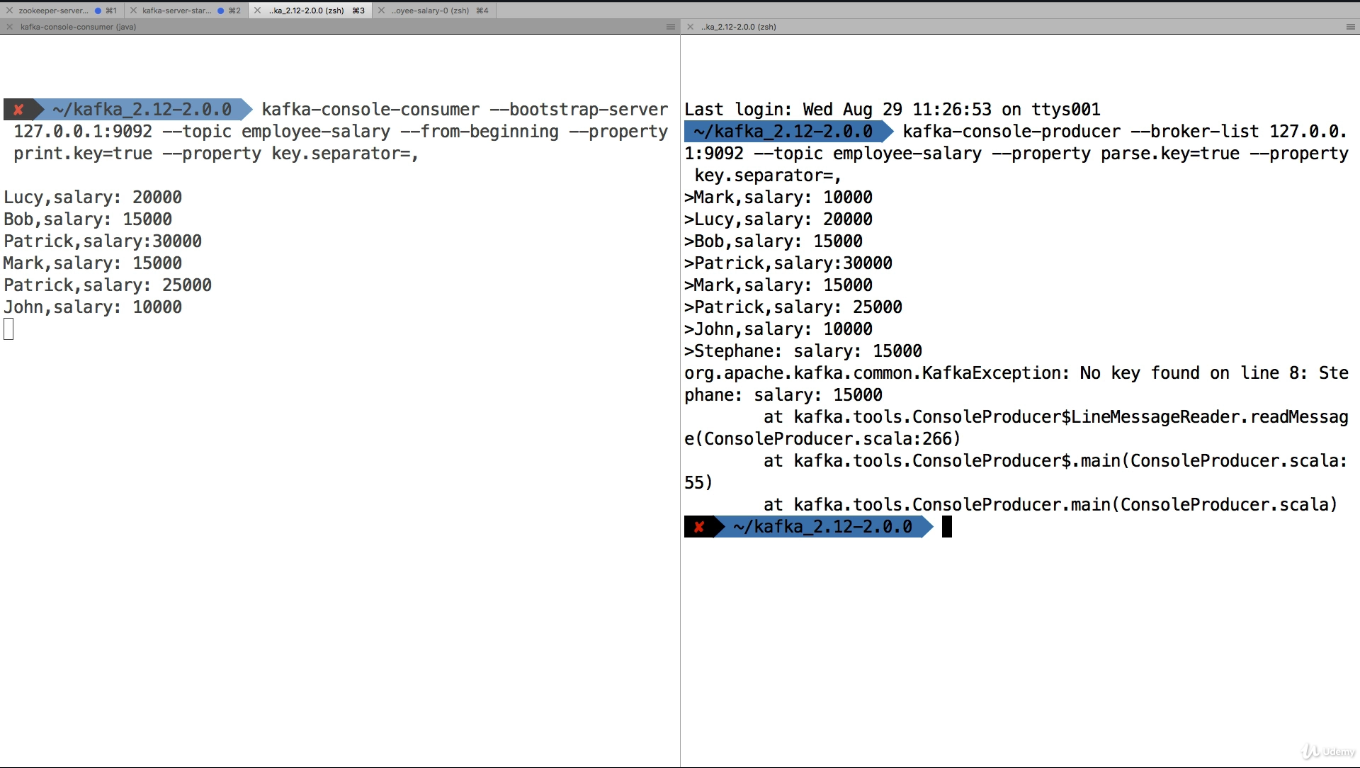 zookeeper-server... ⌘1 kafka-server-star... ⌘2 ..ka_2.12-2.0.0 (zsh) ⌘3 ..oyee-salary-0 (zsh) ⌘4
kafka-console-consumer (java)
✘ ~/kafka_2.12-2.0.0 kafka-console-consumer --bootstrap-server
127.0.0.1:9092 --topic employee-salary --from-beginning --property
print.key=true --property key.separator=,
Lucy,salary: 20000
Bob,salary: 15000
Patrick,salary:30000
Mark,salary: 15000
Patrick,salary: 25000
John,salary: 10000
..ka_2.12-2.0.0 (zsh)
Last login: Wed Aug 29 11:26:53 on ttys001
~/kafka_2.12-2.0.0 kafka-console-producer --broker-list 127.0.0.
1:9092 --topic employee-salary --property parse.key=true --property
key.separator=,
>Mark,salary: 10000
>Lucy,salary: 20000
>Bob,salary: 15000
>Patrick,salary:30000
>Mark,salary: 15000
>Patrick,salary: 25000
>John,salary: 10000
>Stephane: salary: 15000
org.apache.kafka.common.KafkaException: No key found on line 8: Ste
phane: salary: 15000
at kafka.tools.ConsoleProducer$LineMessageReader.readMessag
e(ConsoleProducer.scala:266)
at kafka.tools.ConsoleProducer$.main(ConsoleProducer.scala:
55)
at kafka.tools.ConsoleProducer.main(ConsoleProducer.scala)
✘ ~/kafka_2.12-2.0.0
Udemy